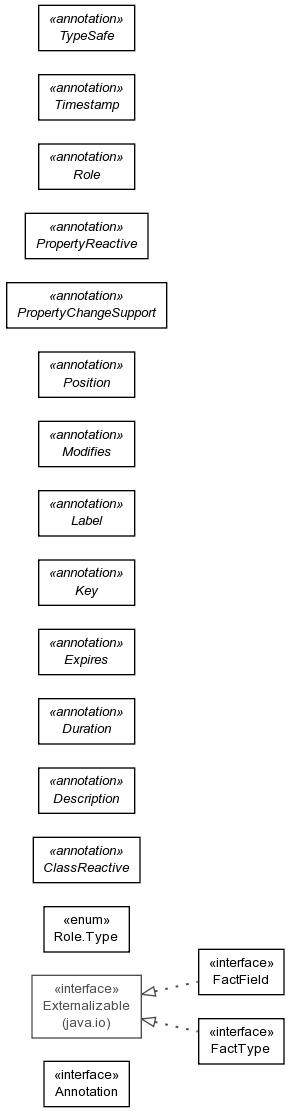 «annotation»
TypeSafe
«annotation»
Timestamp
«annotation»
Role
«annotation»
PropertyReactive
«annotation»
PropertyChangeSupport
«annotation»
Position
«annotation»
Modifies
«annotation»
Label
«annotation»
Key
«annotation»
Expires
«annotation»
Duration
«annotation»
Description
«annotation»
ClassReactive
«enum»
Role.Type
«interface»
FactField
«interface»
Externalizable
(java.io)
«interface»
FactType
«interface»
Annotation